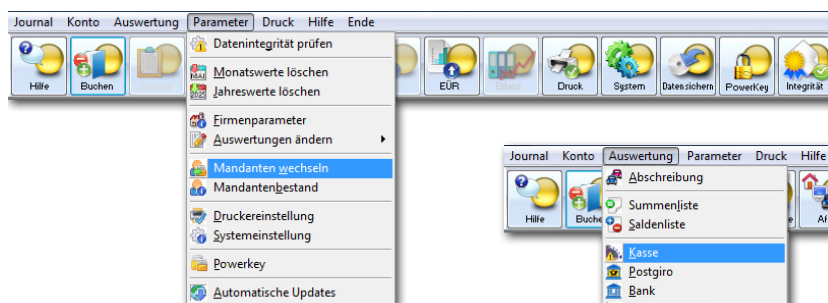 Journal Konto Auswertung Parameter Druck Hilfe Ende
Datenintegrität prüfen
Monatswerte löschen
Jahreswerte löschen
Firmenparameter
Auswertungen ändern
Mandanten wechseln
Mandantenbestand
Druckereinstellung
Systemeinstellung
Powerkey
Automatische Updates
Hilfe Buchen EÜR Bilanz Druck System Daten sichern PowerKey Integrität
Journal Konto Auswertung Parameter Druck Hilfe
Abschreibung
Summenliste
Saldenliste
Kasse
Postgiro
Bank
Hilfe Buche